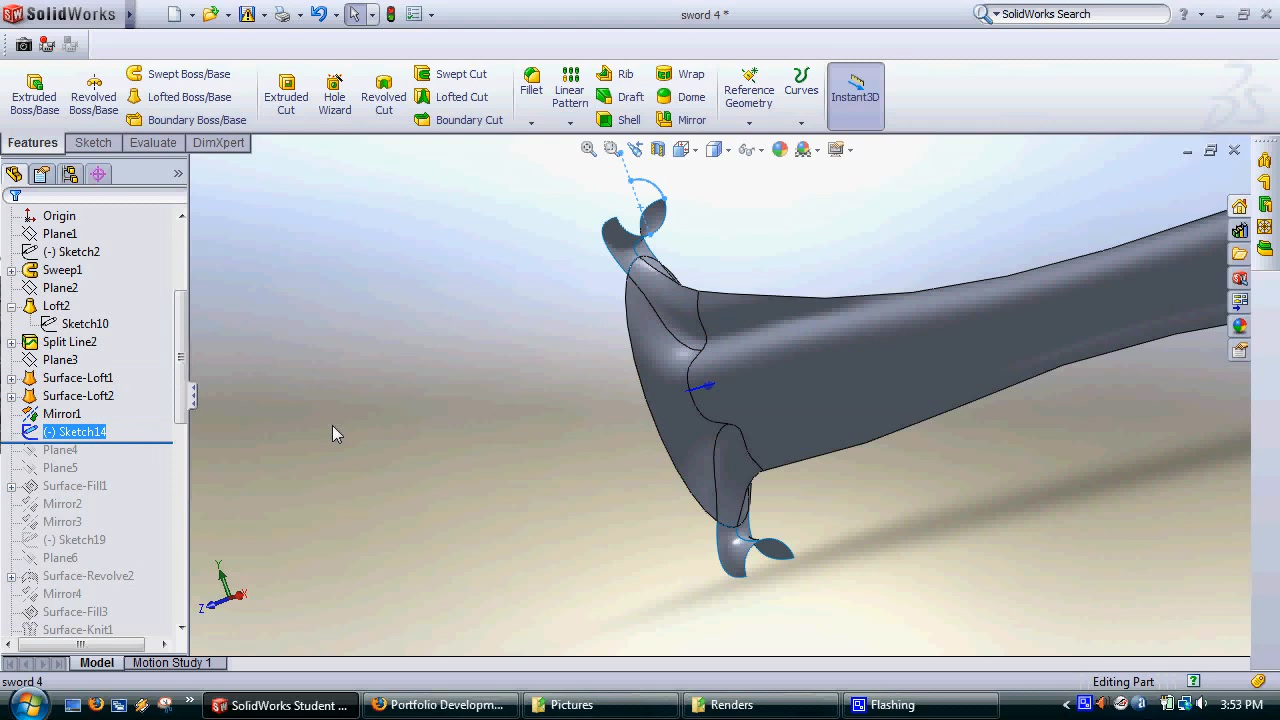 SolidWorks
sword 4 *
SolidWorks Search
Extruded Boss/Base
Revolved Boss/Base
Swept Boss/Base
Lofted Boss/Base
Boundary Boss/Base
Extruded Cut
Hole Wizard
Revolved Cut
Swept Cut
Lofted Cut
Boundary Cut
Fillet
Linear Pattern
Rib
Draft
Shell
Wrap
Dome
Mirror
Reference Geometry
Curves
Instant3D
Features
Sketch
Evaluate
DimXpert
Origin
Plane1
(-) Sketch2
Sweep1
Plane2
Loft2
Sketch10
Split Line2
Plane3
Surface-Loft1
Surface-Loft2
Mirror1
(-) Sketch14
Plane4
Plane5
Surface-Fill1
Mirror2
Mirror3
(-) Sketch19
Plane6
Surface-Revolve2
Mirror4
Surface-Fill3
Surface-Knit1
Y
Z
X
Model
Motion Study 1
sword 4
Editing Part
SolidWorks Student ...
Portfolio Developm...
Pictures
Renders
Flashing
3:53 PM